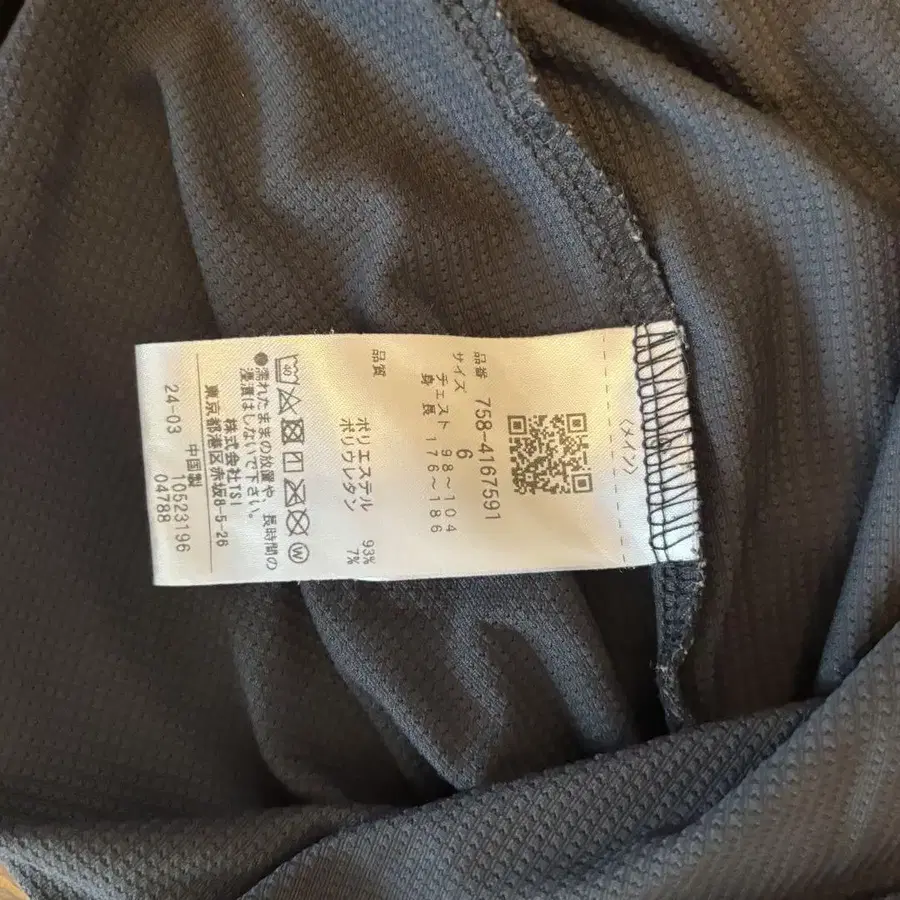 〈メイン〉
品番 758-4167591
サイズ 6
チェスト 98～104
身長 176～186
品質
ポリエステル 93%
ポリウレタン 7%
40
W
●濡れたままの放置や 長時間の
浸漬はしないで下さい。
株式会社TSI
東京都港区赤坂8-5-26
中国製
24-03 10523196
04788